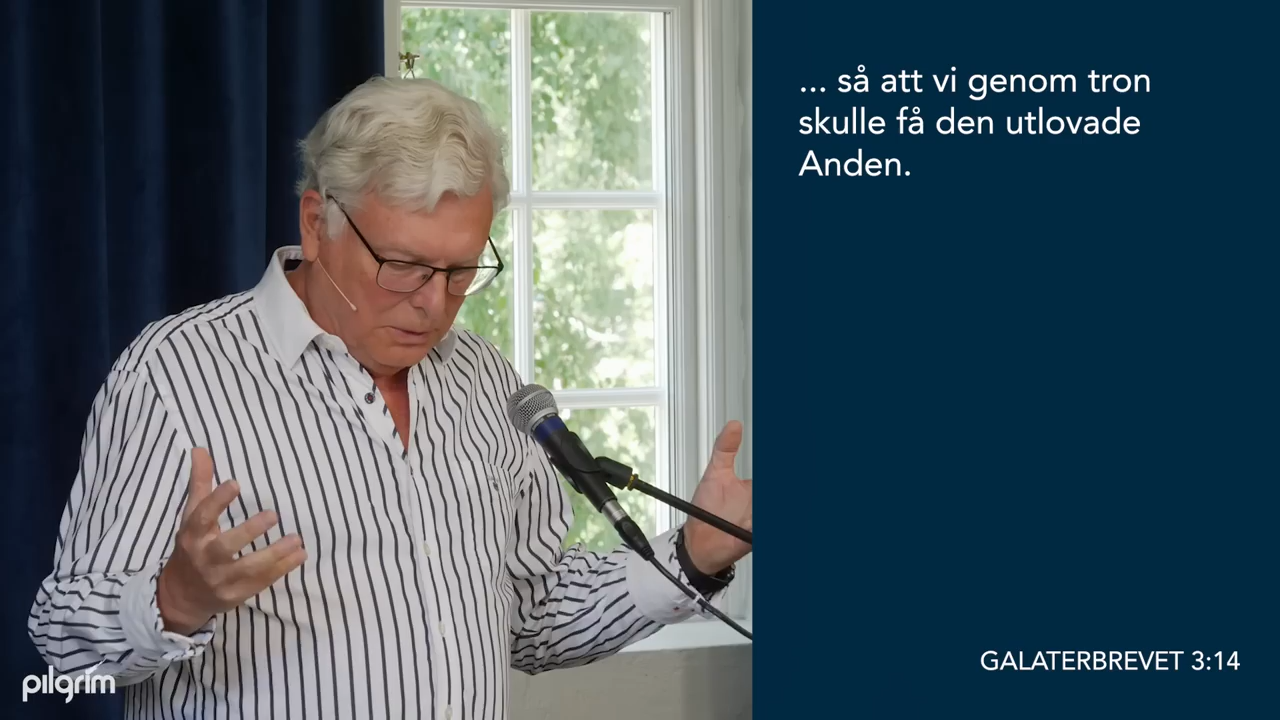 ... så att vi genom tron
skulle få den utlovade
Anden.
GALATERBREVET 3:14
pilgrim